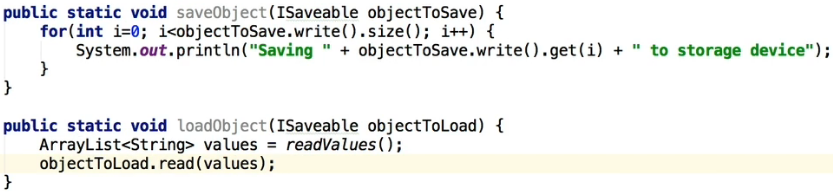 public static void saveObject(ISaveable objectToSave) {
    for(int i=0; i<objectToSave.write().size(); i++) {
        System.out.println("Saving " + objectToSave.write().get(i) + " to storage device");
    }
}

public static void loadObject(ISaveable objectToLoad) {
    ArrayList<String> values = readValues();
    objectToLoad.read(values);
}